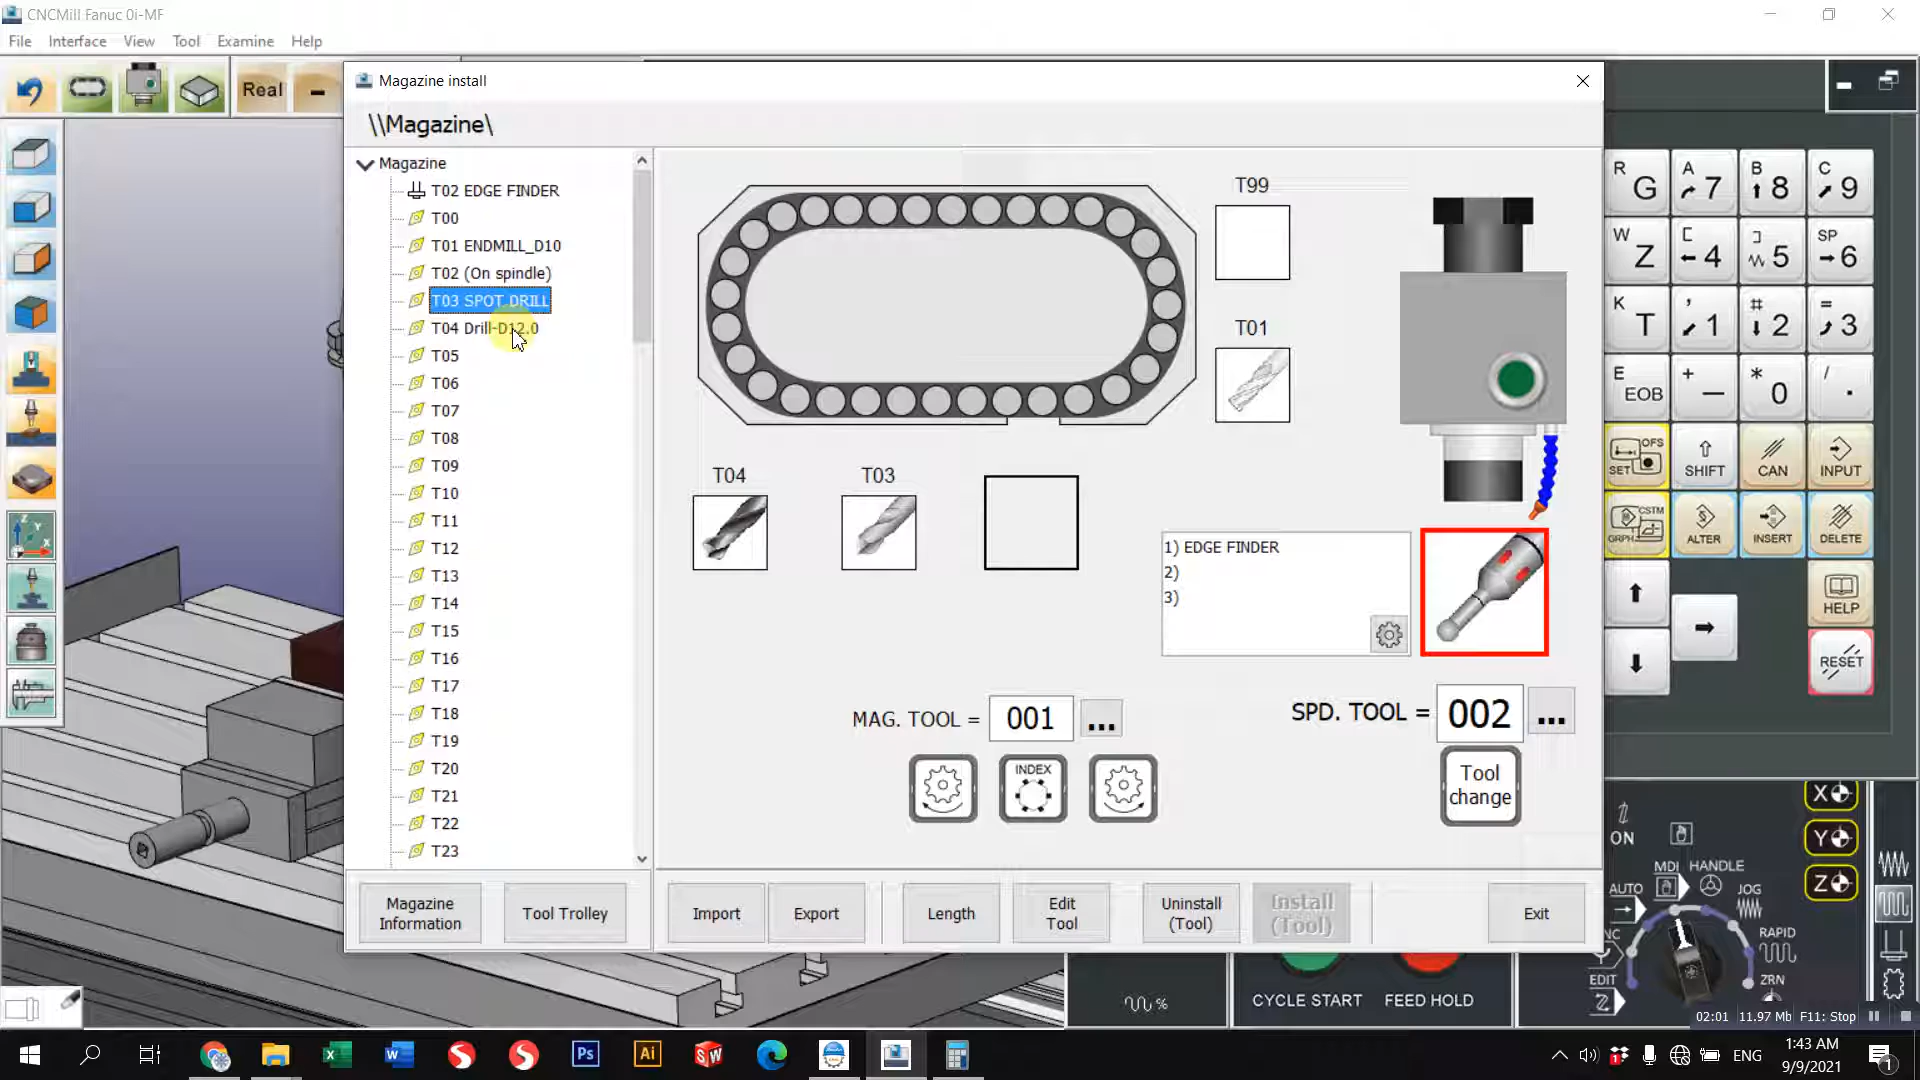 CNCMill Fanuc 0i-MF
File Interface View Tool Examine Help
Real
Magazine install
\\Magazine\
Magazine
T02 EDGE FINDER
T00
T01 ENDMILL_D10
T02 (On spindle)
T03 SPOT DRILL
T04 Drill-D12.0
T05
T06
T07
T08
T09
T10
T11
T12
T13
T14
T15
T16
T17
T18
T19
T20
T21
T22
T23
T99
T01
T04
T03
1) EDGE FINDER
2)
3)
MAG. TOOL = 001 ...
SPD. TOOL = 002 ...
INDEX
Tool
change
Magazine
Information
Tool Trolley
Import
Export
Length
Edit
Tool
Uninstall
(Tool)
Install
(Tool)
Exit
R G
A 7
B 8
C 9
W Z
[ 4
] 5
SP 6
K T
, 1
# 2
= 3
E EOB
+ −
* 0
/ .
OFS
SET
SHIFT
CAN
INPUT
CSTM
GRPH
ALTER
INSERT
DELETE
HELP
RESET
ON
X
Y
Z
MDI HANDLE
AUTO
JOG
RAPID
NC
EDIT
ZRN
%
CYCLE START
FEED HOLD
02:01 11.97 Mb F11: Stop
Ps
Ai
SW
ENG
1:43 AM
9/9/2021
1